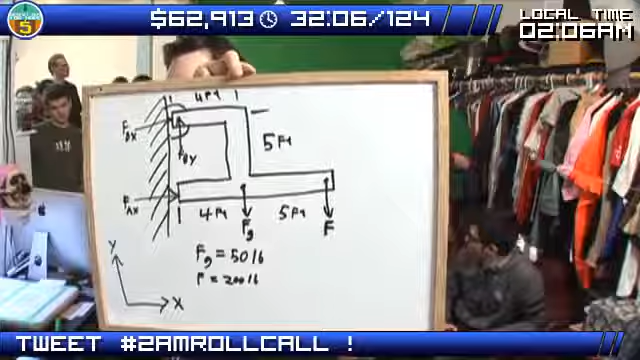 $62,913 32:06/124
LOCAL TIME
02:06AM
5
4Ft
FBX
FBY
5Ft
FAX
4Ft
5Ft
Fg
F
Fg = 50 lb
F = 200 lb
Y
X
TWEET #2AMROLLCALL !